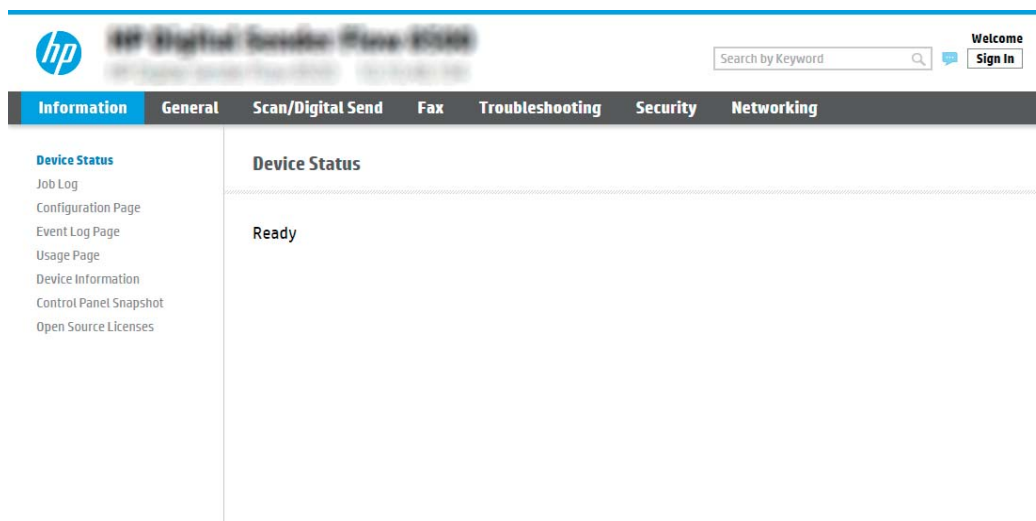 hp
Welcome
Search by Keyword
Sign In
Information General Scan/Digital Send Fax Troubleshooting Security Networking
Device Status
Job Log
Configuration Page
Event Log Page
Usage Page
Device Information
Control Panel Snapshot
Open Source Licenses
Device Status
Ready